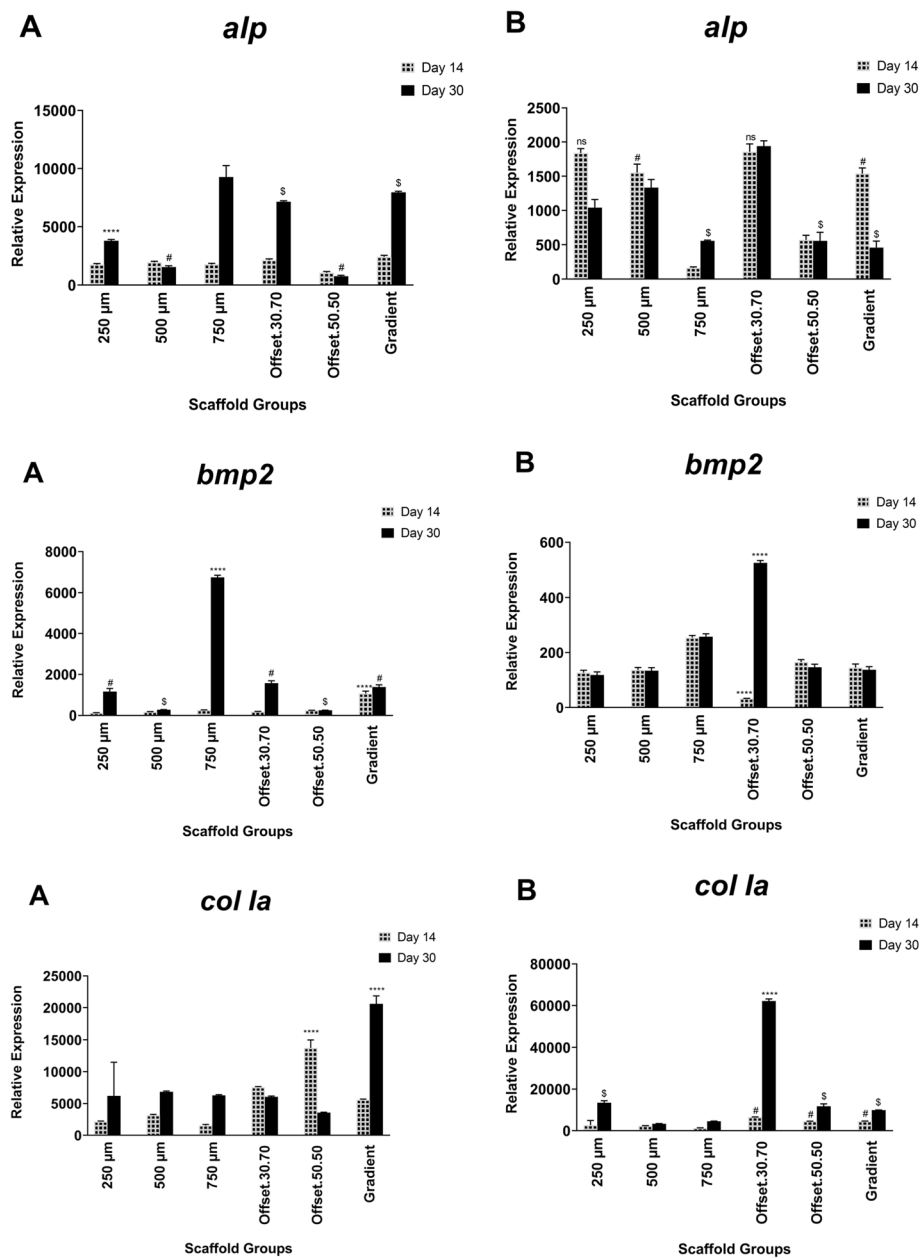 A
alp
Day 14
Day 30
Relative Expression
15000
10000
5000
0
****
#
$
#
$
250 µm
500 µm
750 µm
Offset.30.70
Offset.50.50
Gradient
Scaffold Groups
B
alp
Day 14
Day 30
Relative Expression
2500
2000
1500
1000
500
0
ns
#
$
ns
$
#
$
250 µm
500 µm
750 µm
Offset.30.70
Offset.50.50
Gradient
Scaffold Groups
A
bmp2
Day 14
Day 30
Relative Expression
8000
6000
4000
2000
0
#
$
****
#
$
****
#
250 µm
500 µm
750 µm
Offset.30.70
Offset.50.50
Gradient
Scaffold Groups
B
bmp2
Day 14
Day 30
Relative Expression
600
400
200
0
****
****
250 µm
500 µm
750 µm
Offset.30.70
Offset.50.50
Gradient
Scaffold Groups
A
col Ia
Day 14
Day 30
Relative Expression
25000
20000
15000
10000
5000
0
****
****
250 µm
500 µm
750 µm
Offset.30.70
Offset.50.50
Gradient
Scaffold Groups
B
col Ia
Day 14
Day 30
Relative Expression
80000
60000
40000
20000
0
$
#
****
#
$
#
$
250 µm
500 µm
750 µm
Offset.30.70
Offset.50.50
Gradient
Scaffold Groups